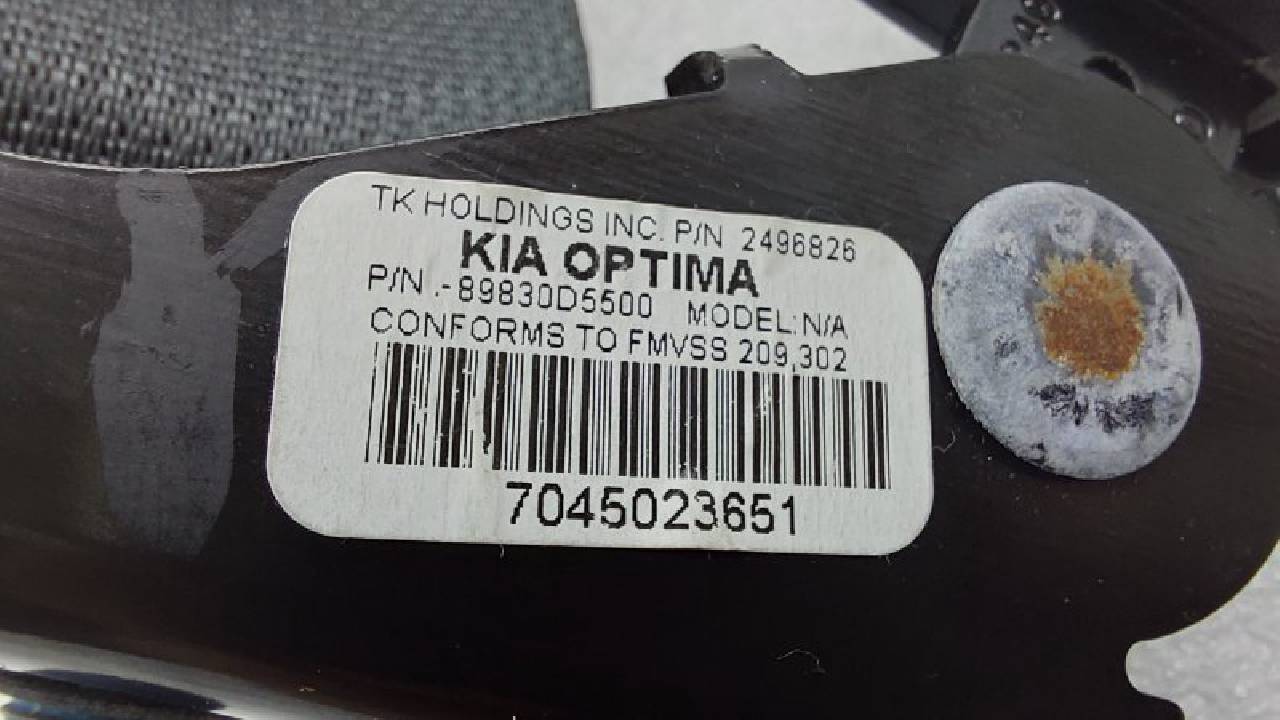 TK HOLDINGS INC. P/N 2496826
KIA OPTIMA
P/N .-89830D5500 MODEL: N/A
CONFORMS TO FMVSS 209,302
7045023651